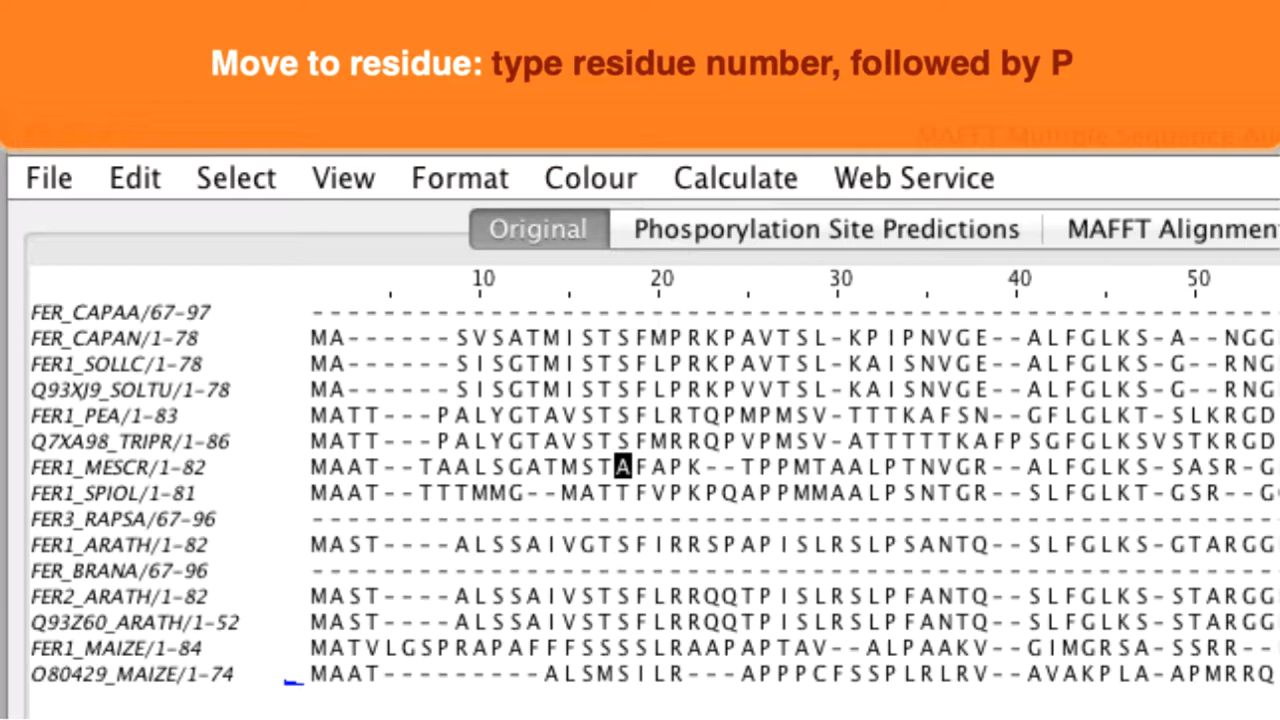 Move to residue: type residue number, followed by P
File Edit Select View Format Colour Calculate Web Service
Original Phosporylation Site Predictions MAFFT Alignmen
10 20 30 40 50
FER_CAPAA/67-97 ------------------------------------------------------
FER_CAPAN/1-78 MA------SVSATMISTSFMPRKPAVTSL-KPIPNVGE--ALFGLKS-A--NGG
FER1_SOLLC/1-78 MA------SISGTMISTSFLPRKPAVTSL-KAISNVGE--ALFGLKS-G--RNG
Q93XJ9_SOLTU/1-78 MA------SISGTMISTSFLPRKPVVTSL-KAISNVGE--ALFGLKS-G--RNG
FER1_PEA/1-83 MATT---PALYGTAVSTSFLRTQPMPMSV-TTTKAFSN--GFLGLKT-SLKRGD
Q7XA98_TRIPR/1-86 MATT---PALYGTAVSTSFMRRQPVPMSV-ATTTTTKAFPSGFGLKSVSTKRGD
FER1_MESCR/1-82 MAAT--TAALSGATMSTAFAPK--TPPMTAALPTNVGR--ALFGLKS-SASR-G
FER1_SPIOL/1-81 MAAT--TTTMMG--MATTFVPKPQAPPMMAALPSNTGR--SLFGLKT-GSR--G
FER3_RAPSA/67-96 ------------------------------------------------------
FER1_ARATH/1-82 MAST----ALSSAIVGTSFIRRSPAPISLRSLPSANTQ--SLFGLKS-GTARGG
FER_BRANA/67-96 ------------------------------------------------------
FER2_ARATH/1-82 MAST----ALSSAIVSTSFLRRQQTPISLRSLPFANTQ--SLFGLKS-STARGG
Q93Z60_ARATH/1-52 MAST----ALSSAIVSTSFLRRQQTPISLRSLPFANTQ--SLFGLKS-STARGG
FER1_MAIZE/1-84 MATVLGSPRAPAFFFSSSSLRAAPAPTAV--ALPAAKV--GIMGRSA-SSRR--
O80429_MAIZE/1-74 MAAT---------ALSMSILR---APPPCFSSPLRLRV--AVAKPLA-APMRRQ